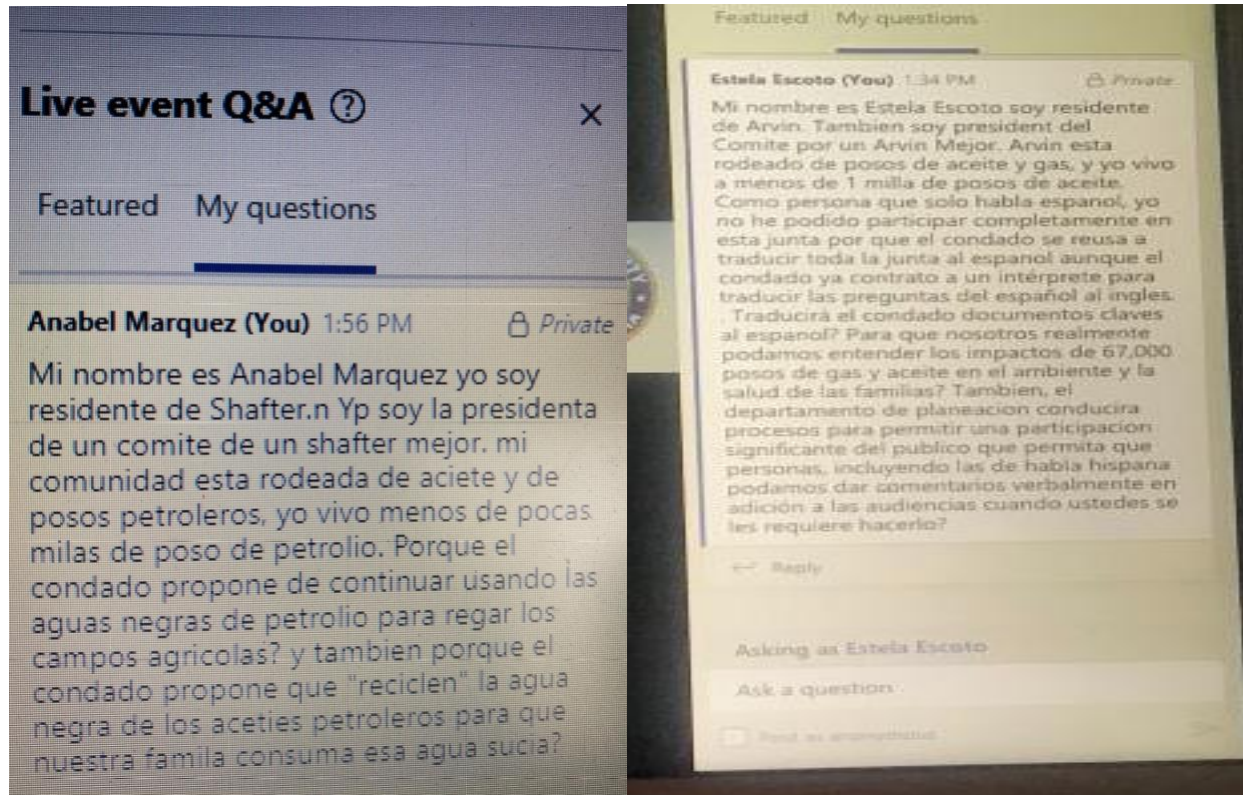 Live event Q&A ?
×
Featured My questions
Anabel Marquez (You) 1:56 PM Private
Mi nombre es Anabel Marquez yo soy
residente de Shafter.n Yp soy la presidenta
de un comite de un shafter mejor. mi
comunidad esta rodeada de aciete y de
posos petroleros, yo vivo menos de pocas
milas de poso de petrolio. Porque el
condado propone de continuar usando las
aguas negras de petrolio para regar los
campos agricolas? y tambien porque el
condado propone que "reciclen" la agua
negra de los aceties petroleros para que
nuestra famila consuma esa agua sucia?
Featured My questions
Estela Escoto (You) 1:34 PM Private
Mi nombre es Estela Escoto soy residente
de Arvin. Tambien soy president del
Comite por un Arvin Mejor. Arvin esta
rodeado de posos de aceite y gas, y yo vivo
a menos de 1 milla de posos de aceite.
Como persona que solo habla espanol, yo
no he podido participar completamente en
esta junta por que el condado se reusa a
traducir toda la junta al espanol aunque el
condado ya contrato a un intérprete para
traducir las preguntas del español al ingles.
. Traducirá el condado documentos claves
al espanol? Para que nosotros realmente
podamos entender los impactos de 67,000
posos de gas y aceite en el ambiente y la
salud de las familias? Tambien, el
departamento de planeacion conducira
procesos para permitir una participacion
significante del publico que permita que
personas, incluyendo las de habla hispana
podamos dar comentarios verbalmente en
adición a las audiencias cuando ustedes se
les requiere hacerlo?
Reply
Asking as Estela Escoto
Ask a question
Post as anonymous